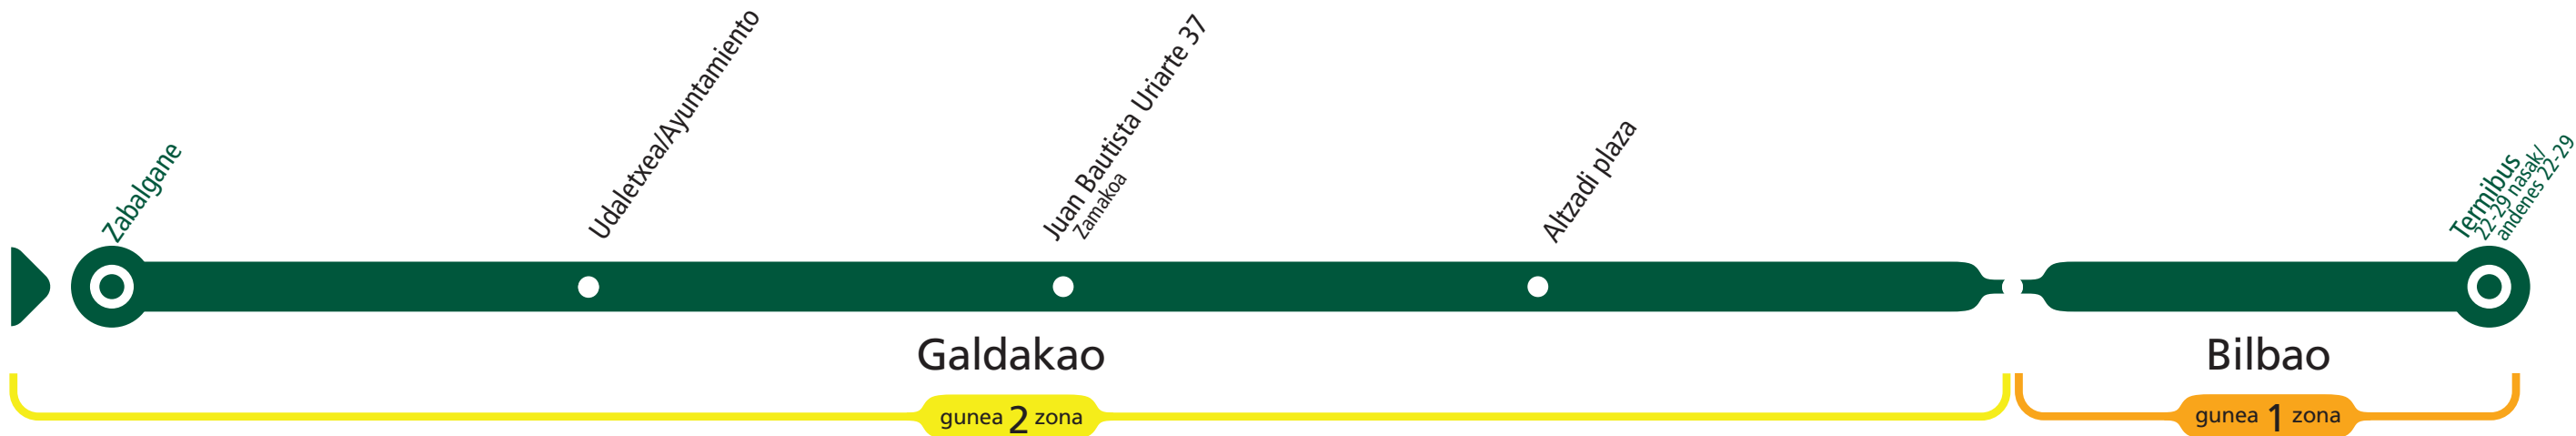 Zabalgane
Udaletxea/Ayuntamiento
Juan Bautista Uriarte 37
Zamakoa
Altzadi plaza
Termibus
22-29 nasak/
andenes 22-29
Galdakao
Bilbao
gunea 2 zona
gunea 1 zona